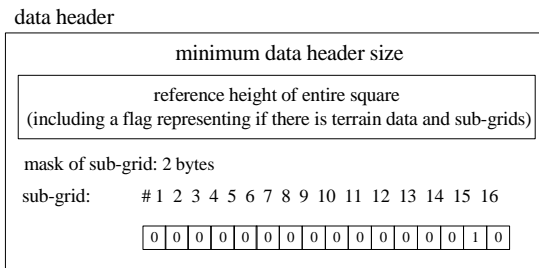 data header
minimum data header size
reference height of entire square
(including a flag representing if there is terrain data and sub-grids)
mask of sub-grid: 2 bytes
sub-grid: # 1 2 3 4 5 6 7 8 9 10 11 12 13 14 15 16
0 0 0 0 0 0 0 0 0 0 0 0 0 0 1 0